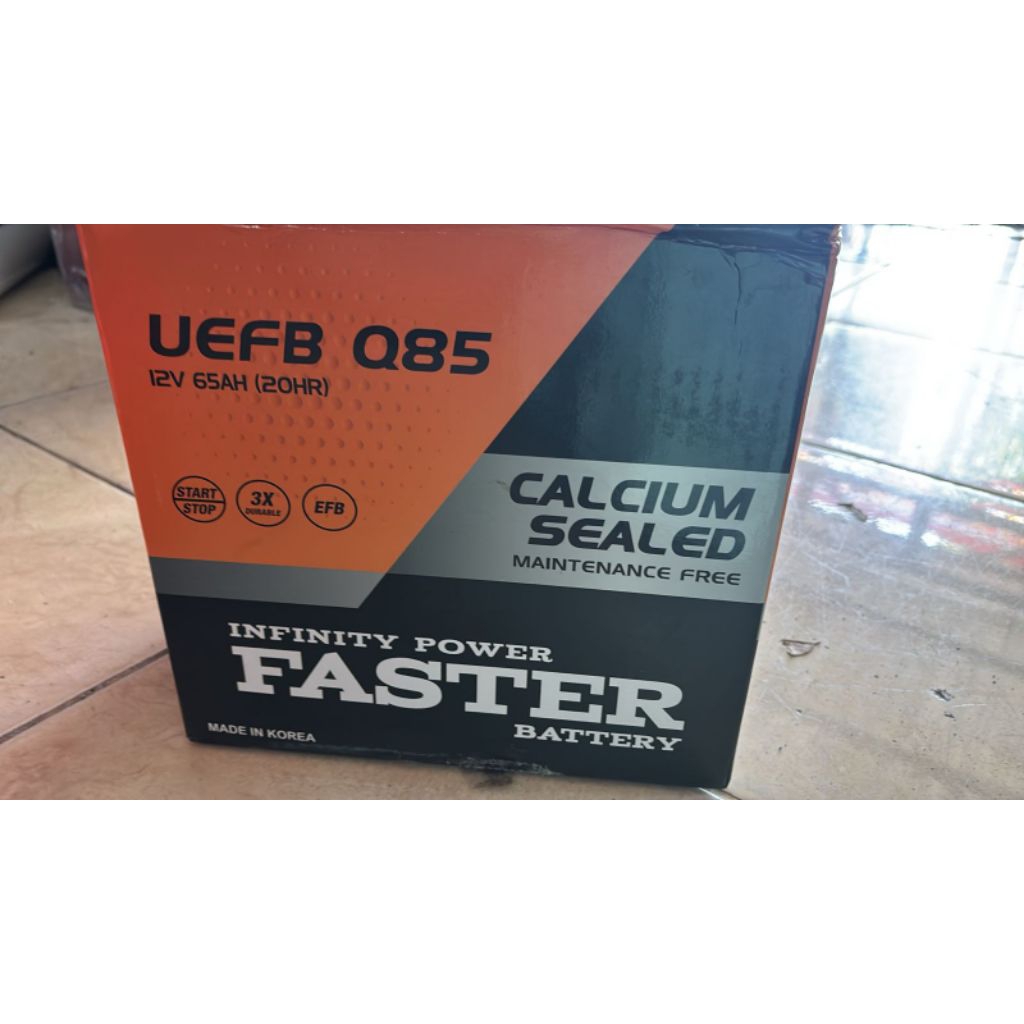 UEFB Q85
12V 65AH (20HR)
START
STOP
3X
DURABLE
EFB
CALCIUM
SEALED
MAINTENANCE FREE
INFINITY POWER
FASTER
BATTERY
MADE IN KOREA